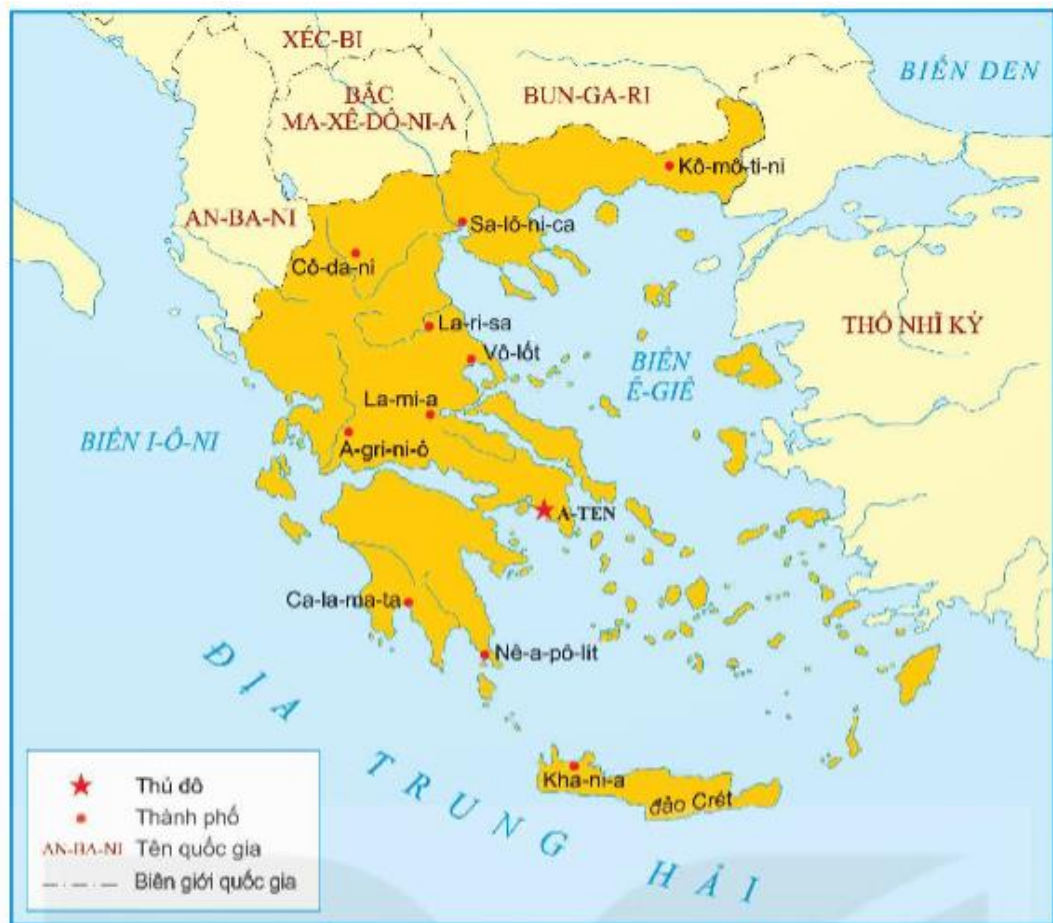 XÉC-BI
BIỂN ĐEN
BẮC
MA-XÊ-ĐÔ-NI-A
BUN-GA-RI
Kô-mô-ti-ni
AN-BA-NI
Sa-lô-ni-ca
Cô-da-ni
La-ri-sa
THỔ NHĨ KỲ
Vô-lốt
BIỂN
Ê-GIÊ
La-mi-a
BIỂN I-Ô-NI
A-gri-ni-ô
A-TEN
Ca-la-ma-ta
Nê-a-pô-lít
ĐỊA TRUNG HẢI
Kha-ni-a
đảo Crét
Thủ đô
Thành phố
AN-BA-NI Tên quốc gia
Biên giới quốc gia